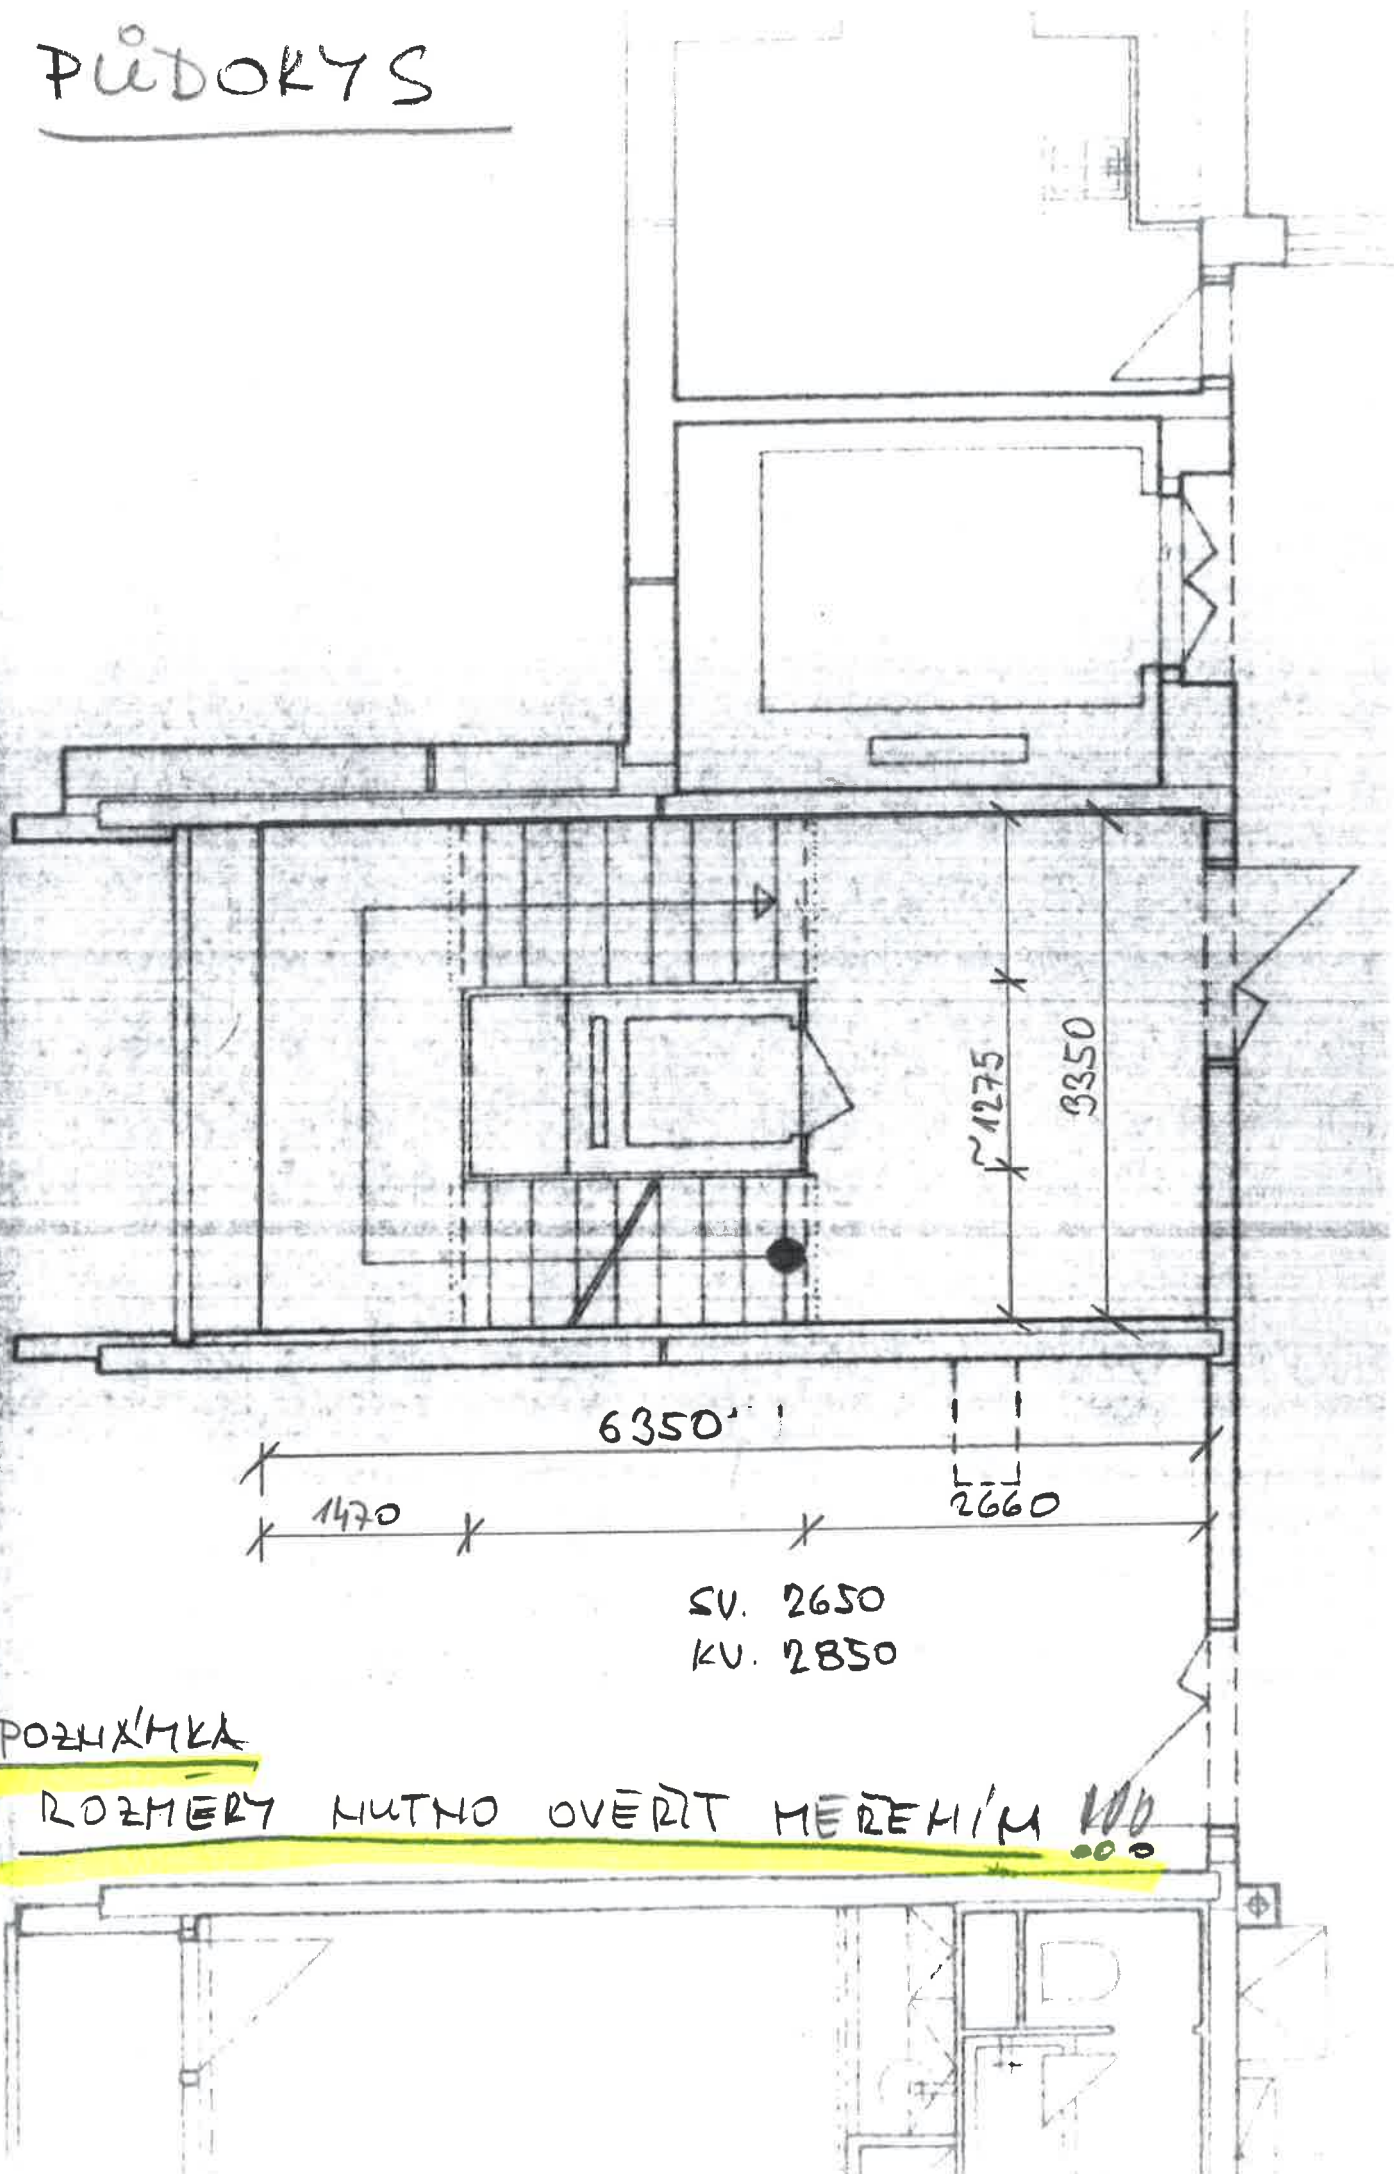 PŮDORYS
~1275
3350
6350
1470
2660
SV. 2650
KV. 2850
POZNÁMKA
ROZMĚRY NUTNO OVĚŘIT MĚŘENÍM !!!